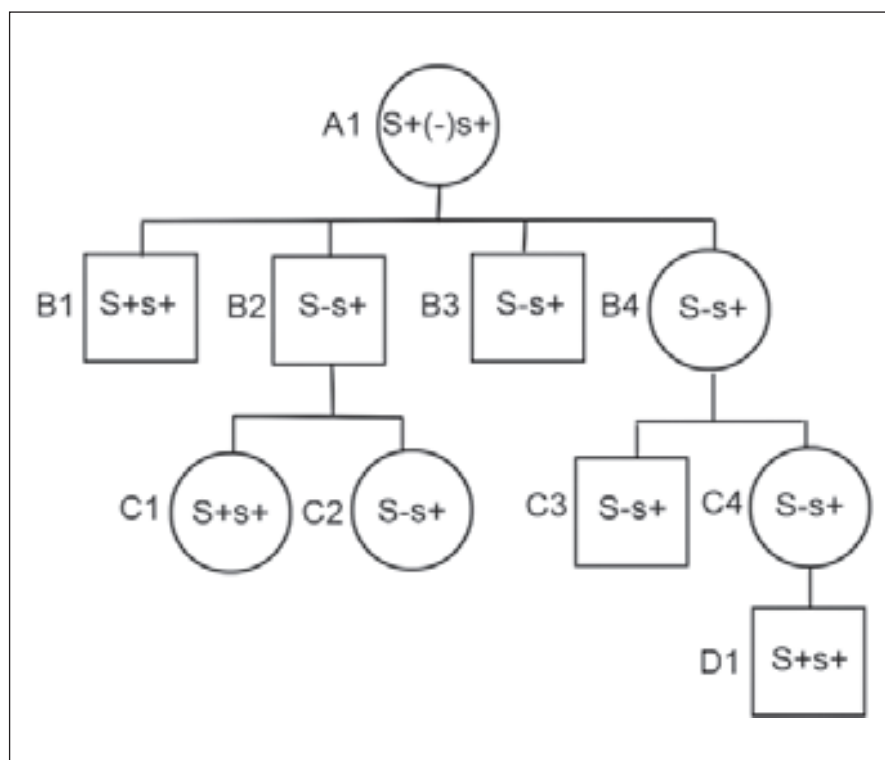 A1 S+(-)s+
B1 S+s+ B2 S-s+ B3 S-s+ B4 S-s+
C1 S+s+ C2 S-s+ C3 S-s+ C4 S-s+
D1 S+s+